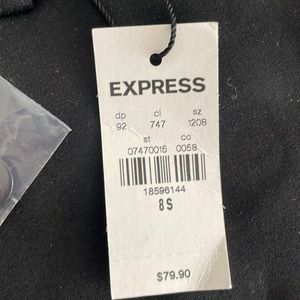 EXPRESS
dp cl sz
92 747 1208
st co
07470015 0058
18596144
8 S
$79.90